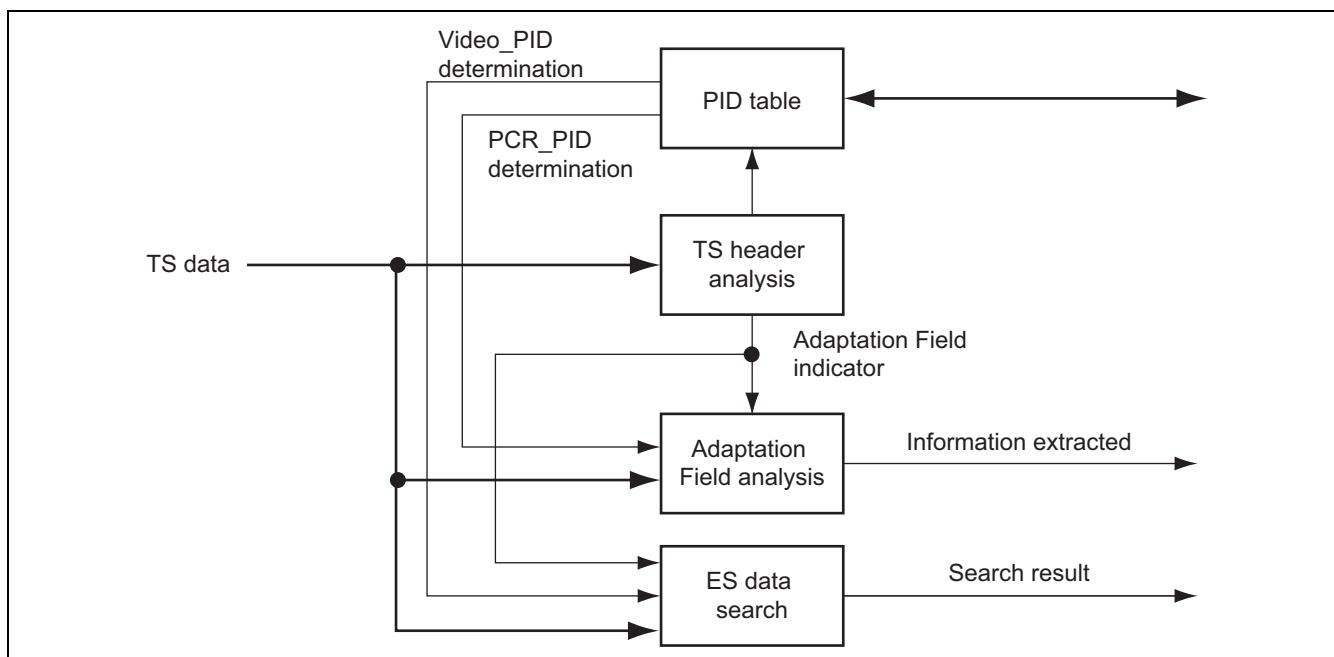 Video_PID
determination
PID table
PCR_PID
determination
TS data
TS header
analysis
Adaptation Field
indicator
Adaptation
Field analysis
Information extracted
ES data
search
Search result